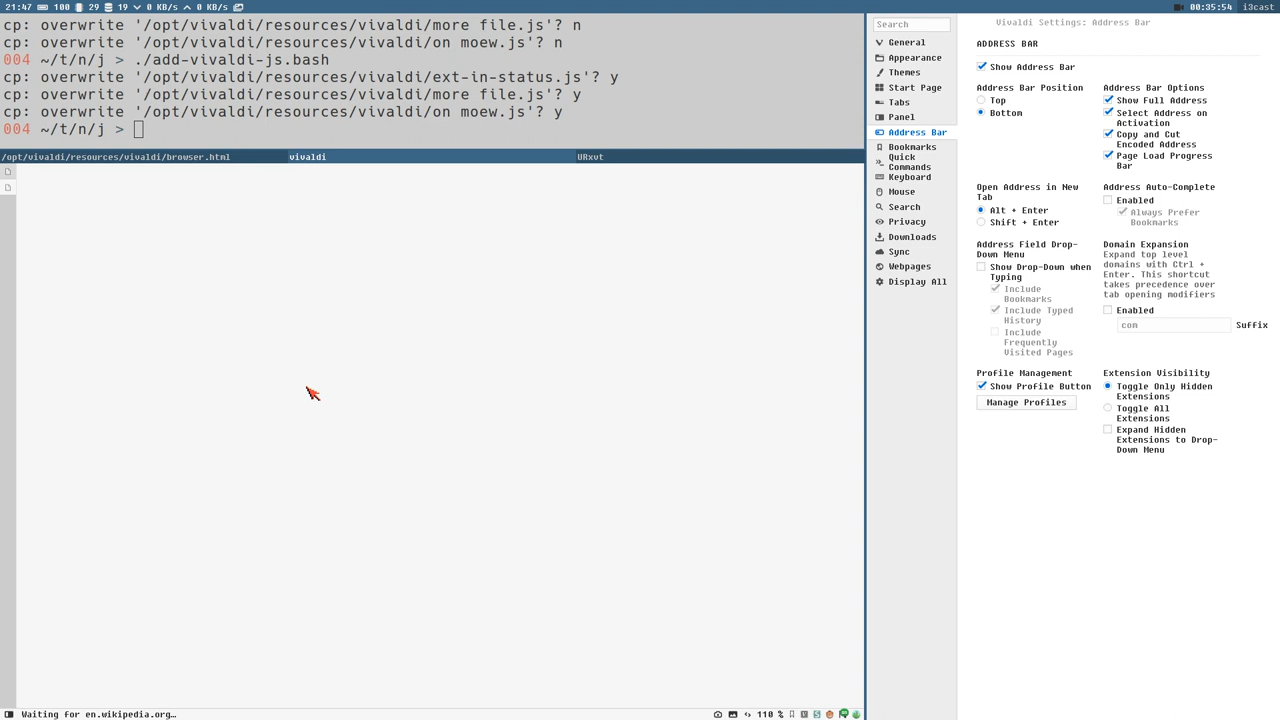 21:47 100 29 19 0 KB/s 0 KB/s 00:35:54 i3cast
cp: overwrite '/opt/vivaldi/resources/vivaldi/more file.js'? n
cp: overwrite '/opt/vivaldi/resources/vivaldi/on moew.js'? n
004 ~/t/n/j > ./add-vivaldi-js.bash
cp: overwrite '/opt/vivaldi/resources/vivaldi/ext-in-status.js'? y
cp: overwrite '/opt/vivaldi/resources/vivaldi/more file.js'? y
cp: overwrite '/opt/vivaldi/resources/vivaldi/on moew.js'? y
004 ~/t/n/j >
/opt/vivaldi/resources/vivaldi/browser.html vivaldi URxvt
Waiting for en.wikipedia.org…
110 %
Search
General
Appearance
Themes
Start Page
Tabs
Panel
Address Bar
Bookmarks
Quick
Commands
Keyboard
Mouse
Search
Privacy
Downloads
Sync
Webpages
Display All
Vivaldi Settings: Address Bar
ADDRESS BAR
Show Address Bar
Address Bar Position
Top
Bottom
Address Bar Options
Show Full Address
Select Address on
Activation
Copy and Cut
Encoded Address
Page Load Progress
Bar
Open Address in New
Tab
Alt + Enter
Shift + Enter
Address Auto-Complete
Enabled
Always Prefer
Bookmarks
Address Field Drop-
Down Menu
Show Drop-Down when
Typing
Include
Bookmarks
Include Typed
History
Include
Frequently
Visited Pages
Domain Expansion
Expand top level
domains with Ctrl +
Enter. This shortcut
takes precedence over
tab opening modifiers
Enabled
com Suffix
Profile Management
Show Profile Button
Manage Profiles
Extension Visibility
Toggle Only Hidden
Extensions
Toggle All
Extensions
Expand Hidden
Extensions to Drop-
Down Menu